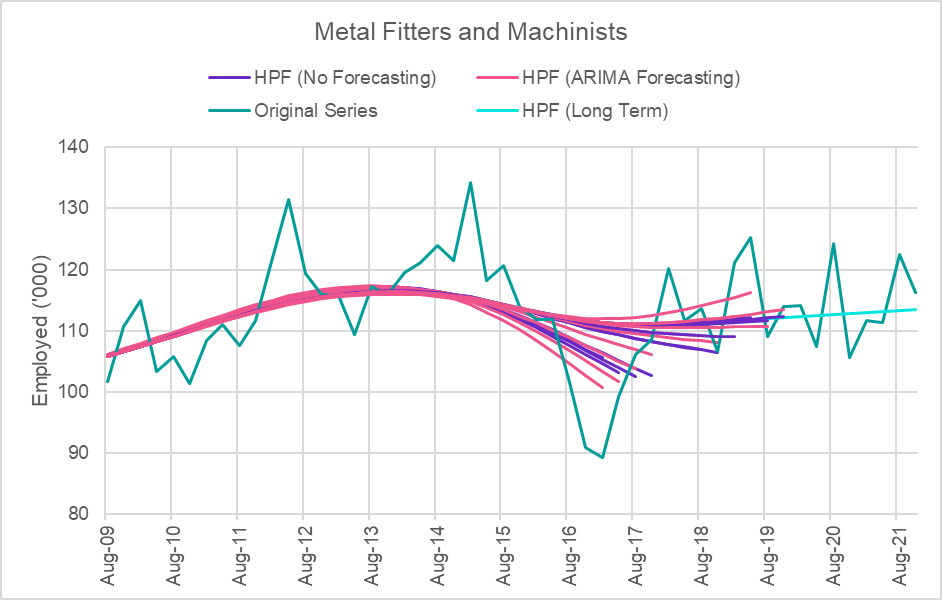 Metal Fitters and Machinists
HPF (No Forecasting)
HPF (ARIMA Forecasting)
Original Series
HPF (Long Term)
Employed ('000)
140
130
120
110
100
90
80
Aug-09
Aug-10
Aug-11
Aug-12
Aug-13
Aug-14
Aug-15
Aug-16
Aug-17
Aug-18
Aug-19
Aug-20
Aug-21